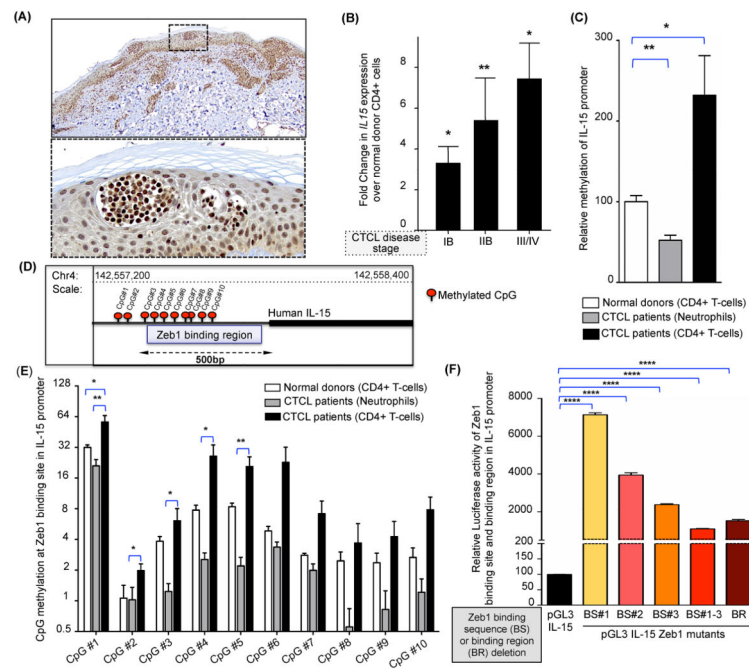 (A)
(B)
Fold Change in IL15 expression
over normal donor CD4+ cells
8
6
4
2
0
*
**
*
CTCL disease
stage
IB
IIB
III/IV
(C)
Relative methylation of IL-15 promoter
300
200
100
0
*
**
Normal donors (CD4+ T-cells)
CTCL patients (Neutrophils)
CTCL patients (CD4+ T-cells)
(D)
Chr4:
Scale:
142,557,200
142,558,400
CpG#1
CpG#2
CpG#3
CpG#4
CpG#5
CpG#6
CpG#7
CpG#8
CpG#9
CpG#10
Methylated CpG
Human IL-15
Zeb1 binding region
500bp
(E)
CpG methylation at Zeb1 binding site in IL-15 promoter
128
64
32
16
8
4
2
1
0.5
Normal donors (CD4+ T-cells)
CTCL patients (Neutrophils)
CTCL patients (CD4+ T-cells)
*
**
*
*
*
**
CpG #1
CpG #2
CpG #3
CpG #4
CpG #5
CpG #6
CpG #7
CpG #8
CpG #9
CpG #10
(F)
Relative Luciferase activity of Zeb1
binding site and binding region in IL-15 promoter
8000
6000
4000
2000
200
100
0
****
****
****
****
****
pGL3
IL-15
BS#1
BS#2
BS#3
BS#1-3
BR
pGL3 IL-15 Zeb1 mutants
Zeb1 binding
sequence (BS)
or binding region
(BR) deletion